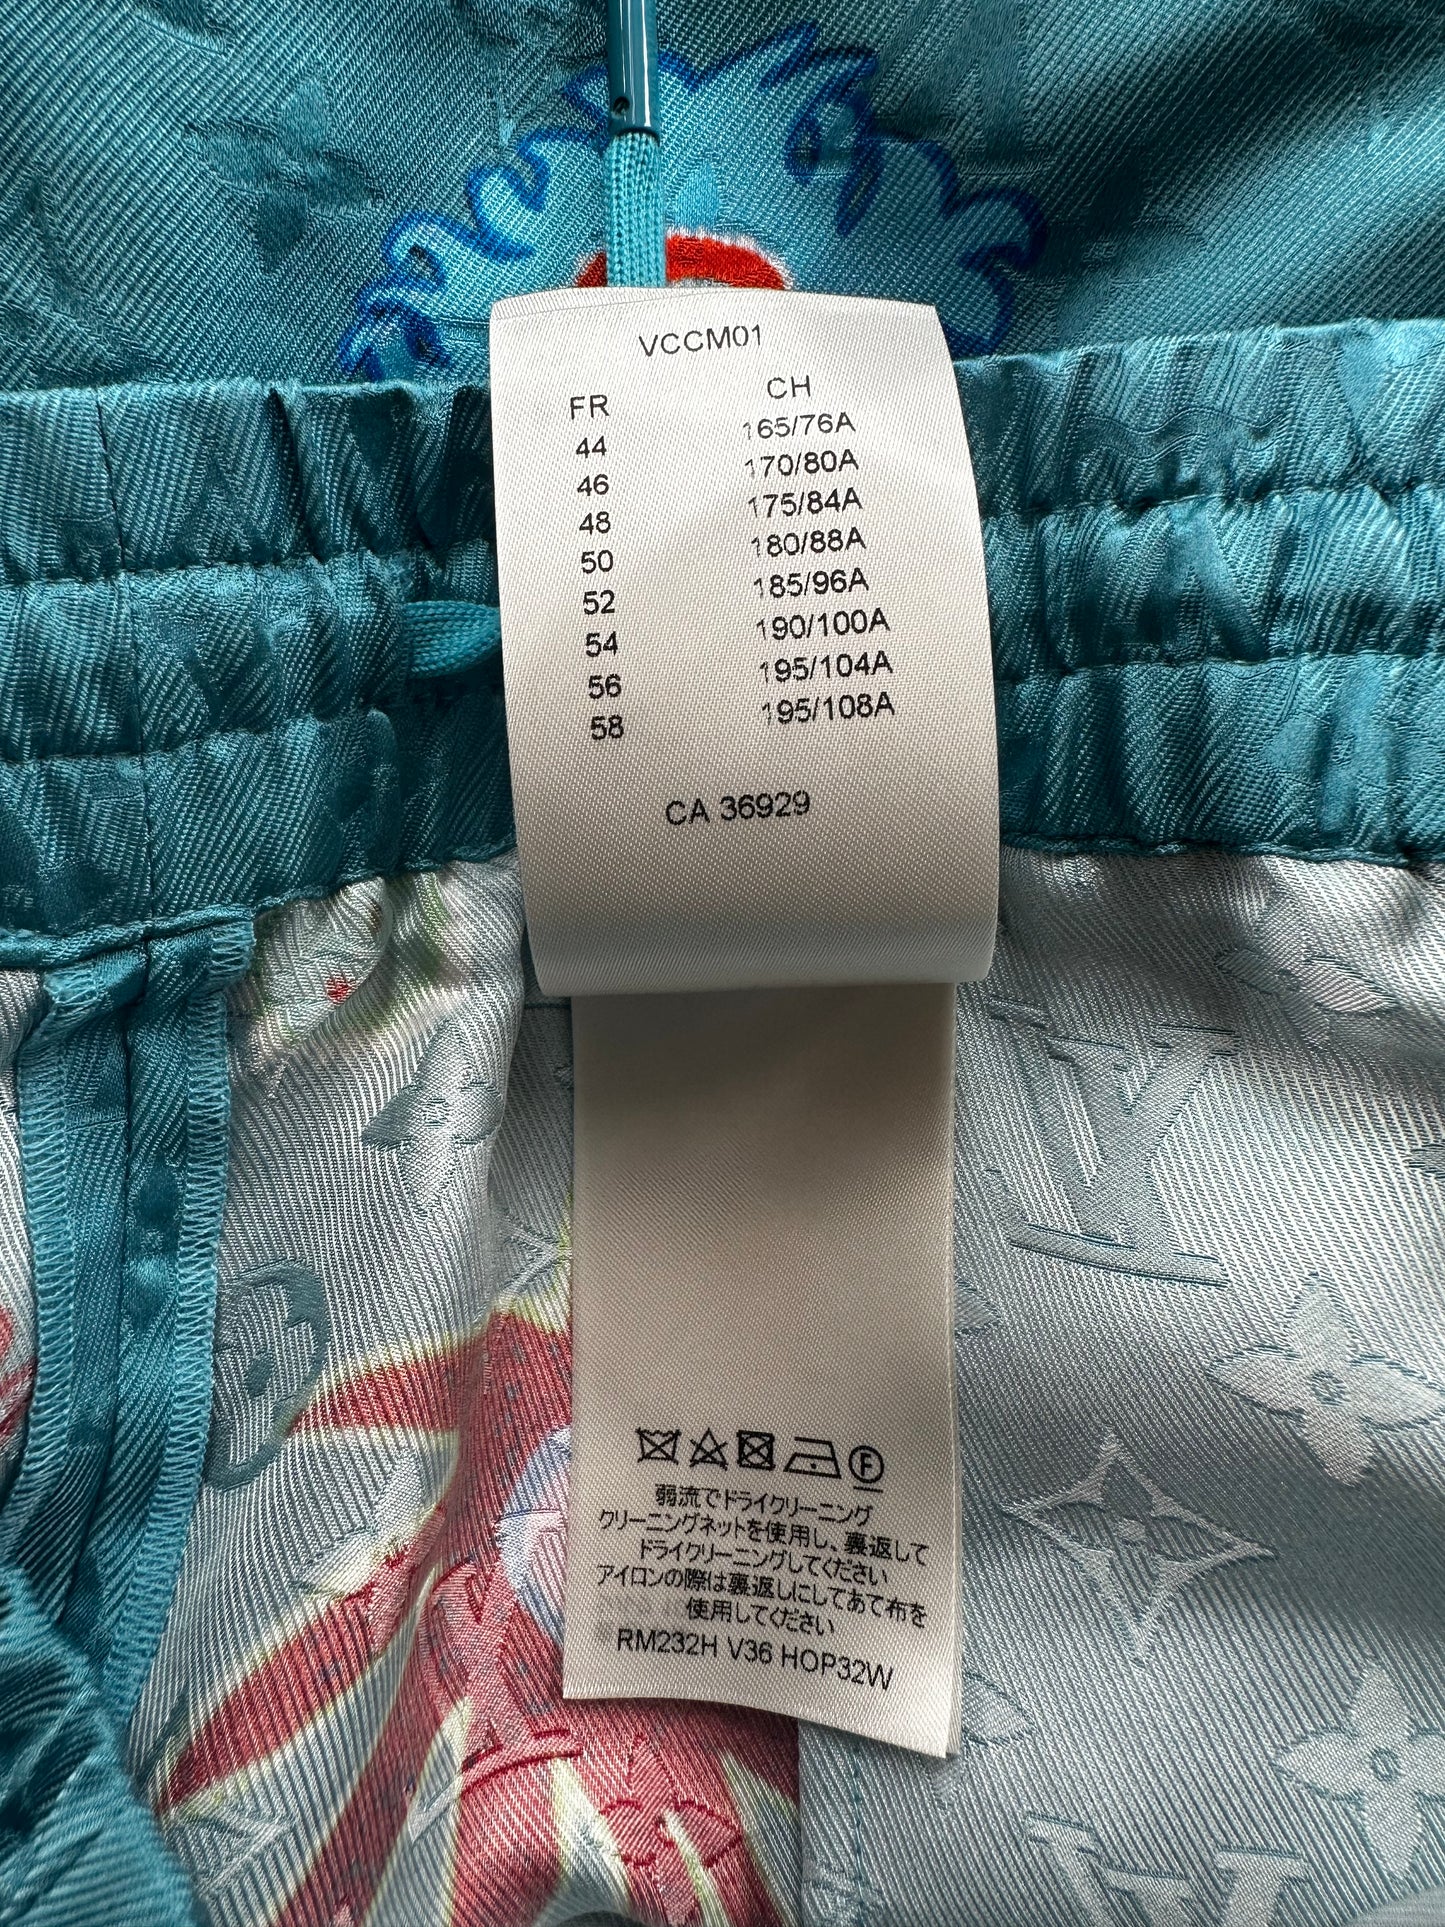 VCCM01
FR CH
44 165/76A
46 170/80A
48 175/84A
50 180/88A
52 185/96A
54 190/100A
56 195/104A
58 195/108A
CA 36929
F
弱流でドライクリーニング
クリーニングネットを使用し、裏返して
ドライクリーニングしてください
アイロンの際は裏返しにしてあて布を
使用してください
RM232H V36 HOP32W
LV